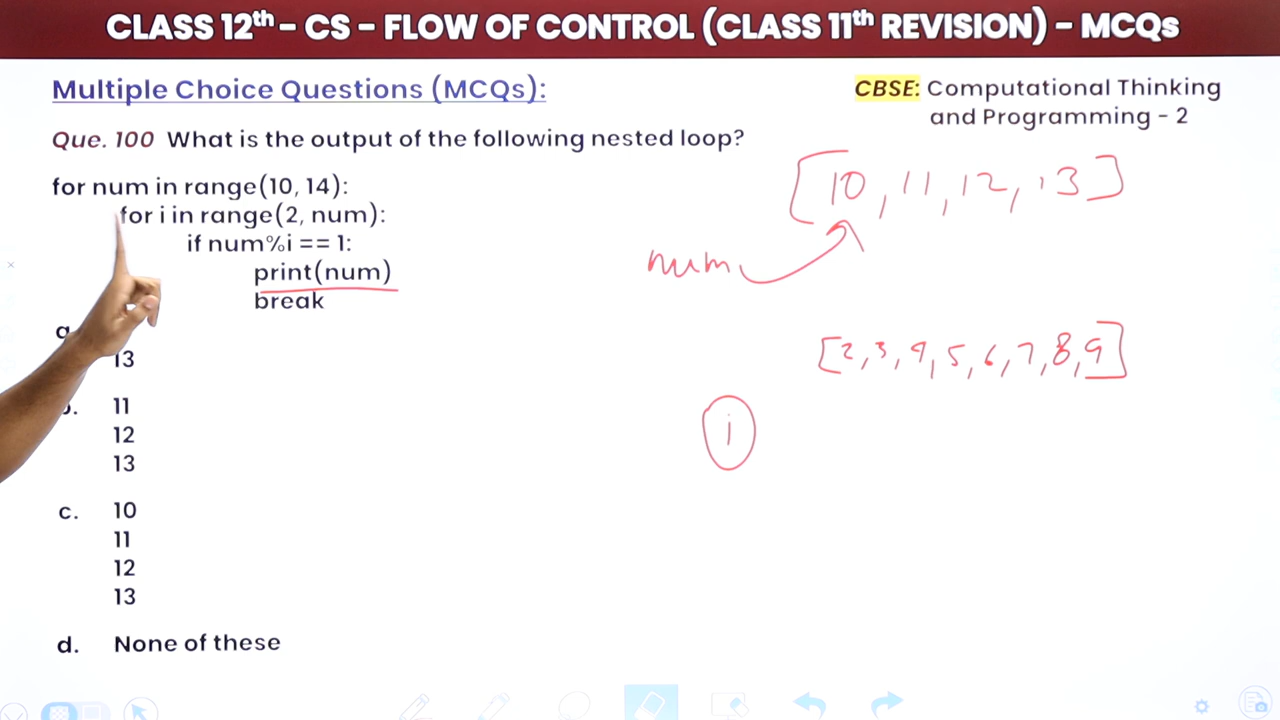 CLASS 12th - CS - FLOW OF CONTROL (CLASS 11th REVISION) - MCQs
Multiple Choice Questions (MCQs):
CBSE: Computational Thinking
and Programming - 2
Que. 100 What is the output of the following nested loop?
for num in range(10, 14):
for i in range(2, num):
if num%i == 1:
print(num)
break
[10, 11, 12, 13]
num
[2, 3, 4, 5, 6, 7, 8, 9]
i
a
13
b. 11
12
13
c. 10
11
12
13
d. None of these